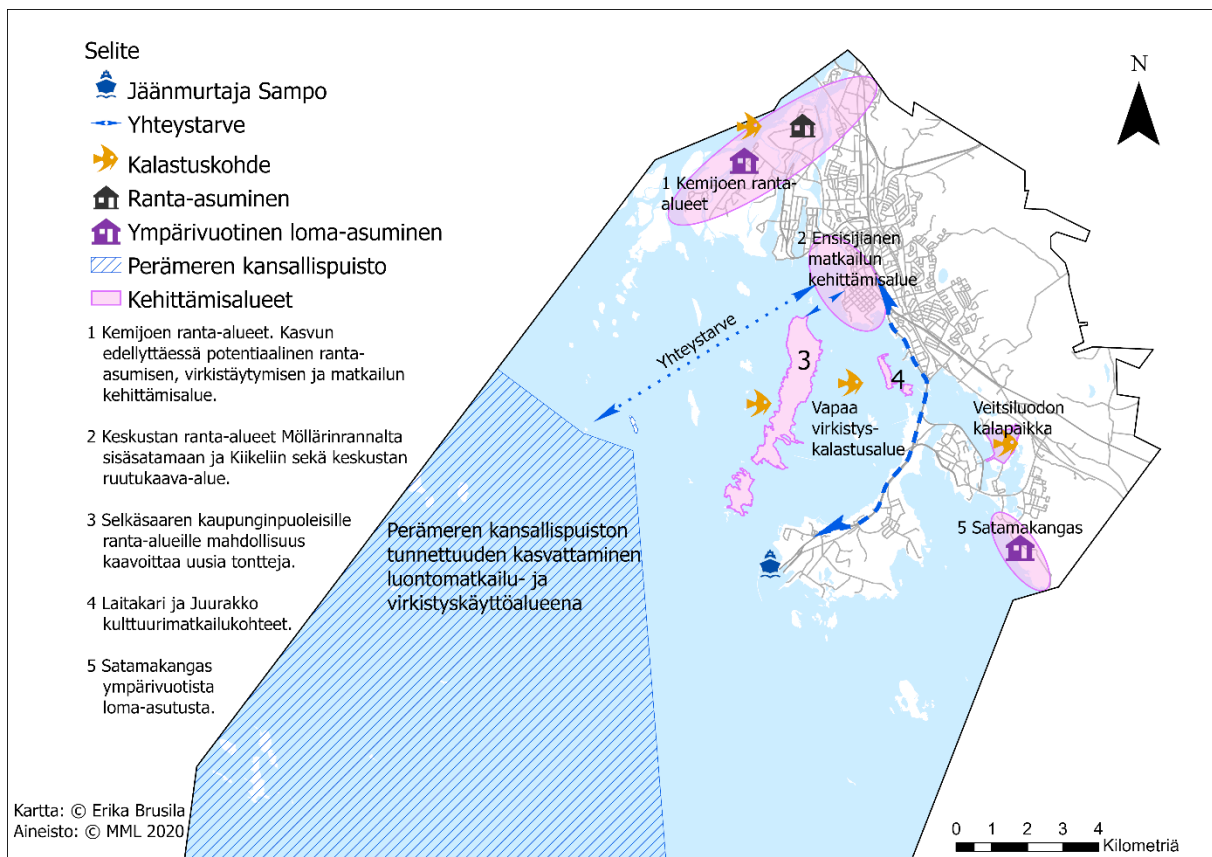 Selite
Jäänmurtaja Sampo
Yhteystarve
Kalastuskohde
Ranta-asuminen
Ympärivuotinen loma-asuminen
Perämeren kansallispuisto
Kehittämisalueet
1 Kemijoen ranta-alueet. Kasvun
edellyttäessä potentiaalinen ranta-
asumisen, virkistäytymisen ja matkailun
kehittämisalue.
2 Keskustan ranta-alueet Möllärinrannalta
sisäsatamaan ja Kiikeliin sekä keskustan
ruutukaava-alue.
3 Selkäsaaren kaupunginpuoleisille
ranta-alueille mahdollisuus
kaavoittaa uusia tontteja.
4 Laitakari ja Juurakko
kulttuurimatkailukohteet.
5 Satamakangas
ympärivuotista
loma-asutusta.
Kartta: © Erika Brusila
Aineisto: © MML 2020
N
1 Kemijoen ranta-
alueet
2 Ensisijianen
matkailun
kehittämisalue
Yhteystarve
3
4
Vapaa
virkistys-
kalastusalue
Veitsiluodon
kalapaikka
5 Satamakangas
Perämeren kansallispuiston
tunnettuuden kasvattaminen
luontomatkailu- ja
virkistyskäyttöalueena
0 1 2 3 4
Kilometriä